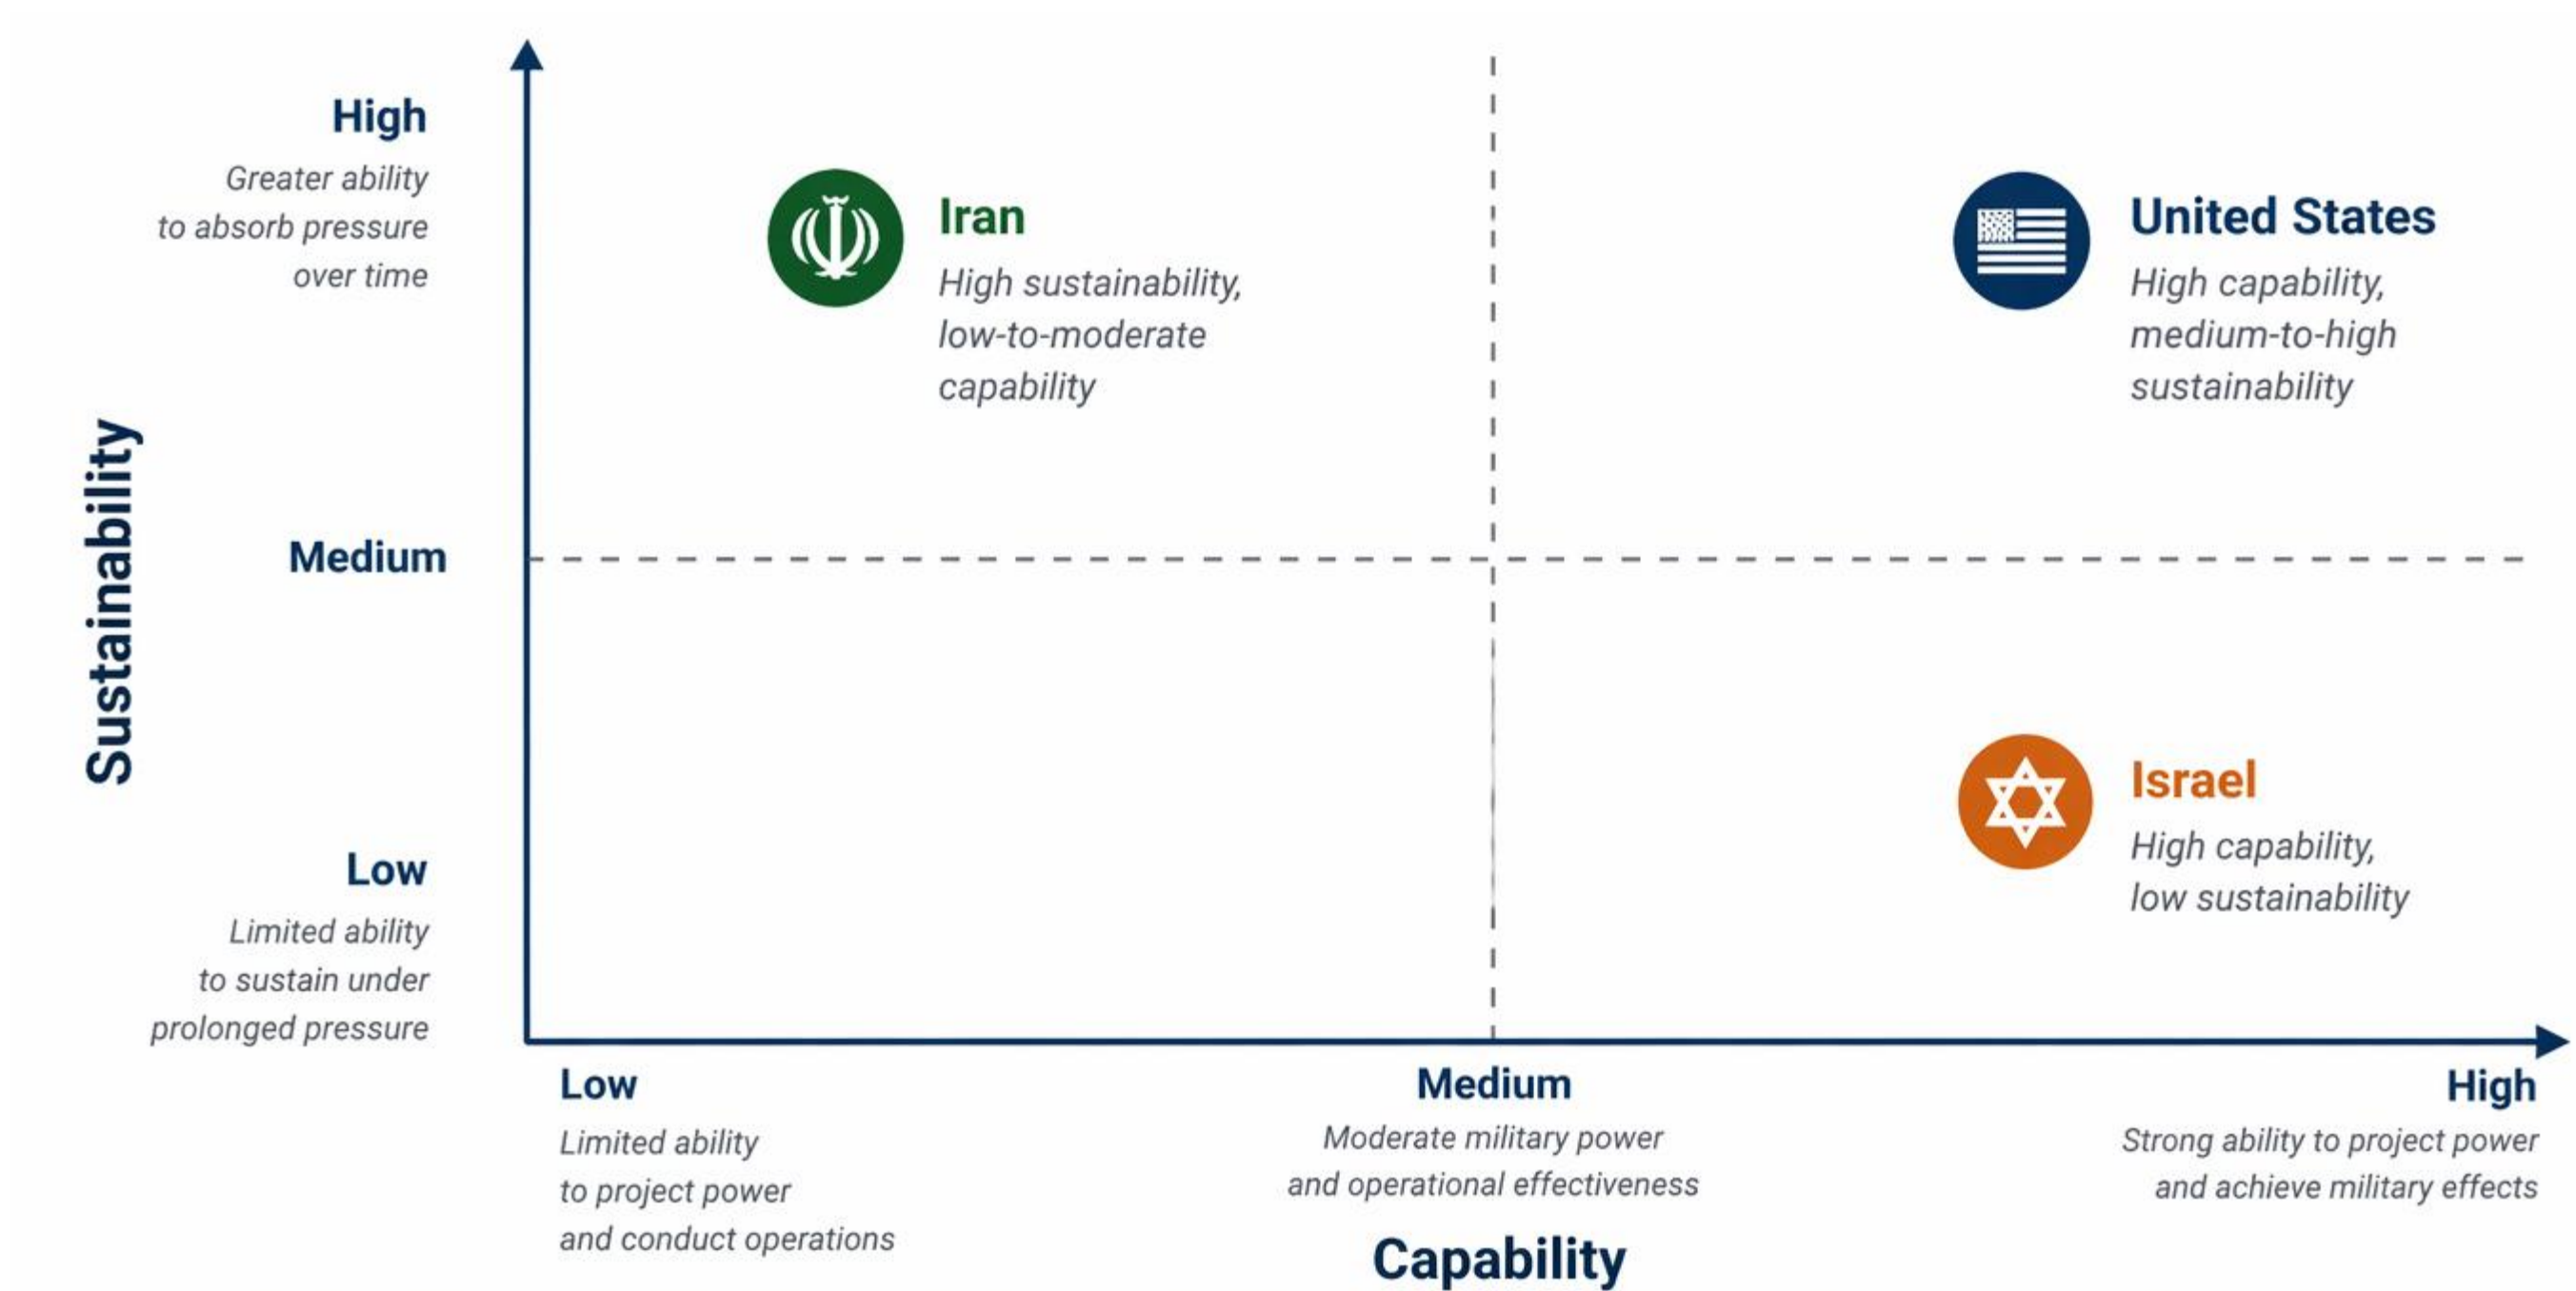 High
Greater ability
to absorb pressure
over time
Iran
High sustainability,
low-to-moderate
capability
United States
High capability,
medium-to-high
sustainability
Sustainability
Medium
Israel
High capability,
low sustainability
Low
Limited ability
to sustain under
prolonged pressure
Low
Limited ability
to project power
and conduct operations
Medium
Moderate military power
and operational effectiveness
High
Strong ability to project power
and achieve military effects
Capability